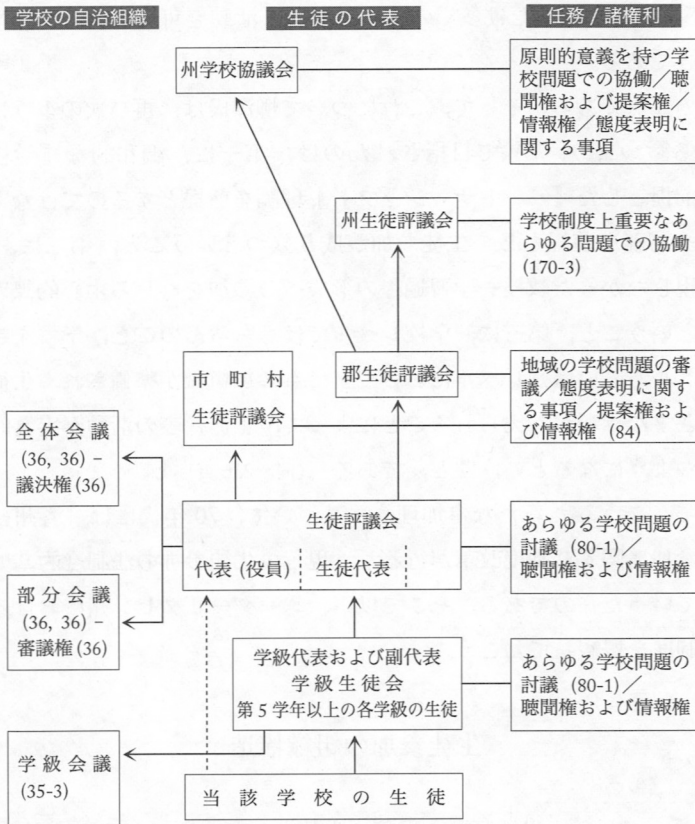 学校の自治組織
生徒の代表
任務 / 諸権利
州学校協議会
原則的意義を持つ学
校問題での協働／聴
聞権および提案権／
情報権／態度表明に
関する事項
州生徒評議会
学校制度上重要な
あらゆる問題での協働
(170-3)
市町村
生徒評議会
郡生徒評議会
地域の学校問題の審
議／態度表明に関す
る事項／提案権およ
び情報権 (84)
全体会議
(36, 36) –
議決権 (36)
生徒評議会
代表 (役員)
生徒代表
あらゆる学校問題の
討議 (80-1)／
聴聞権および情報権
部分会議
(36, 36) –
審議権 (36)
学級代表および副代表
学級生徒会
第 5 学年以上の各学級の生徒
あらゆる学校問題の
討議 (80-1)／
聴聞権および情報権
学級会議
(35-3)
当該学校の生徒